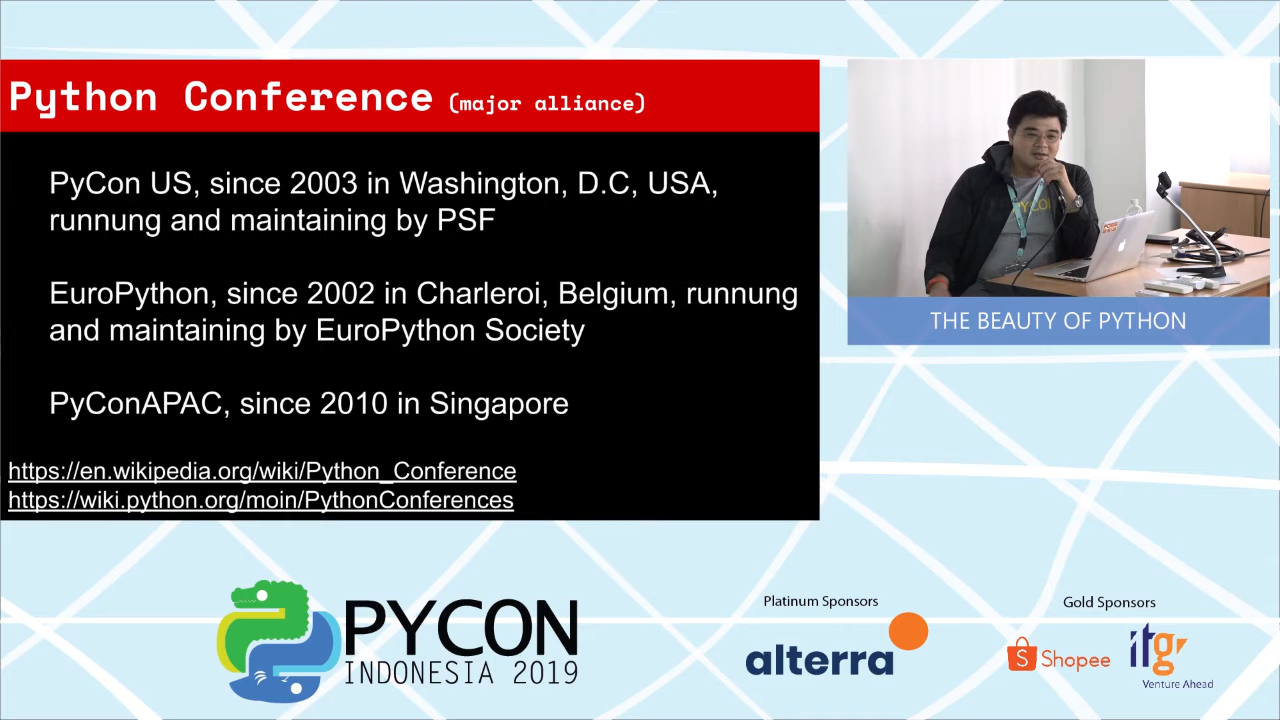 Python Conference (major alliance)
PyCon US, since 2003 in Washington, D.C, USA,
runnung and maintaining by PSF
EuroPython, since 2002 in Charleroi, Belgium, runnung
and maintaining by EuroPython Society
PyConAPAC, since 2010 in Singapore
https://en.wikipedia.org/wiki/Python_Conference
https://wiki.python.org/moin/PythonConferences
PYCON
THE BEAUTY OF PYTHON
PYCON
INDONESIA 2019
Platinum Sponsors
alterra
Gold Sponsors
S Shopee
itgr
Venture Ahead